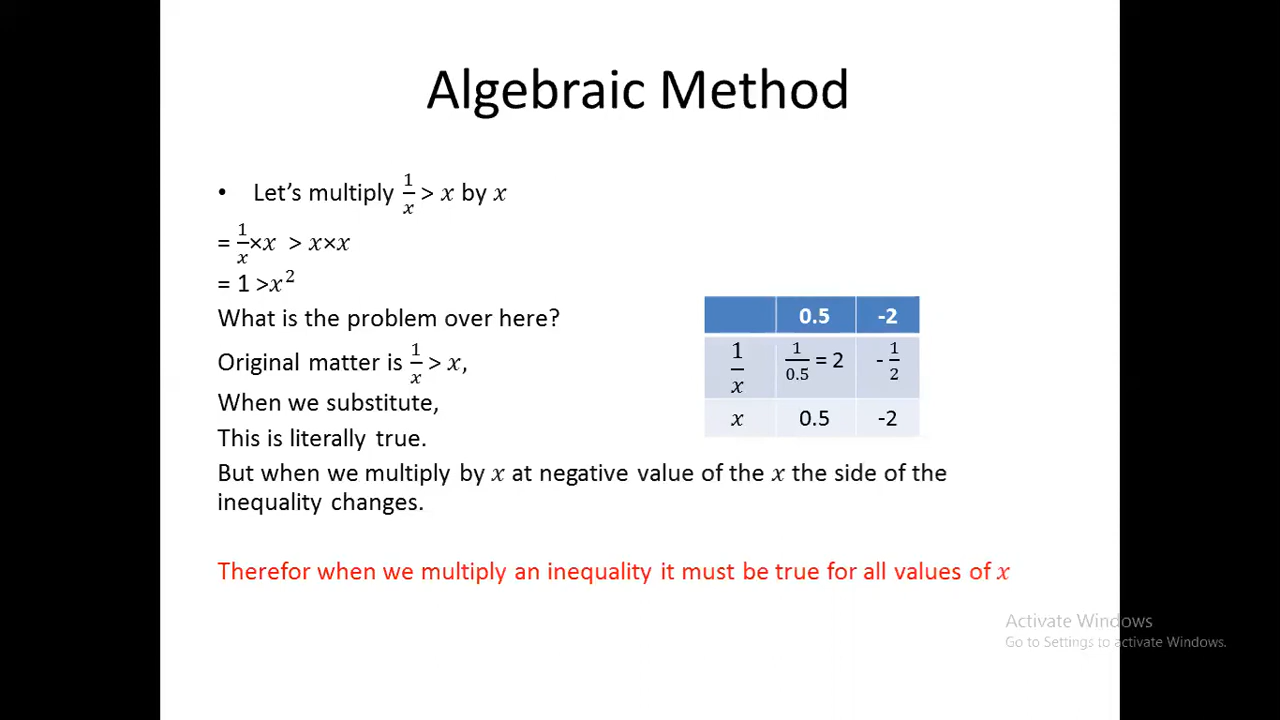 Algebraic Method
• Let's multiply 1/x > x by x
= 1/x ×x > x×x
= 1 >x²
What is the problem over here?
Original matter is 1/x > x,
When we substitute,
This is literally true.
But when we multiply by x at negative value of the x the side of the
inequality changes.
0.5 -2
1/x 1/0.5 = 2 - 1/2
x 0.5 -2
Therefor when we multiply an inequality it must be true for all values of x
Activate Windows
Go to Settings to activate Windows.